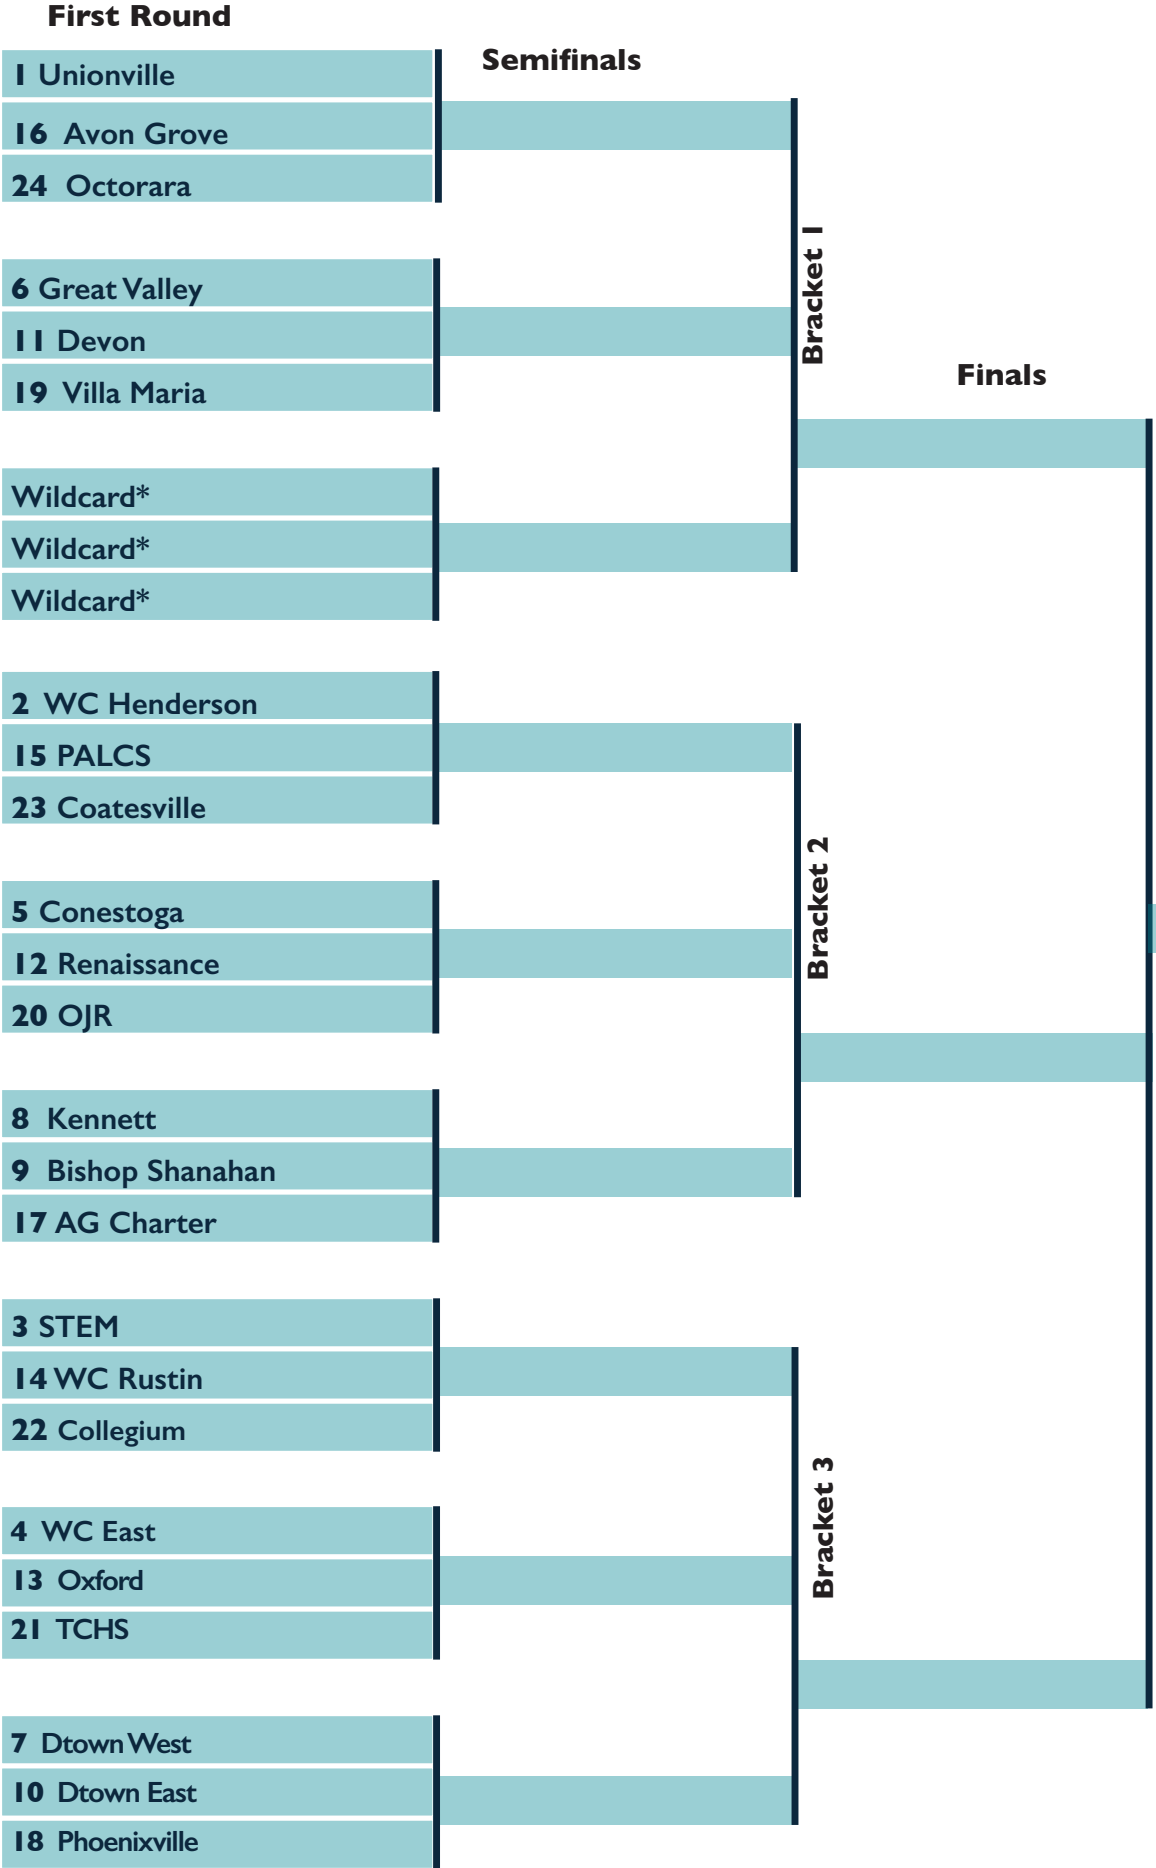 First Round
Semifinals
1 Unionville
16 Avon Grove
24 Octorara
6 Great Valley
11 Devon
19 Villa Maria
Bracket 1
Finals
Wildcard*
Wildcard*
Wildcard*
2 WC Henderson
15 PALCS
23 Coatesville
5 Conestoga
12 Renaissance
20 OJR
Bracket 2
8 Kennett
9 Bishop Shanahan
17 AG Charter
3 STEM
14 WC Rustin
22 Collegium
4 WC East
13 Oxford
21 TCHS
Bracket 3
7 Dtown West
10 Dtown East
18 Phoenixville